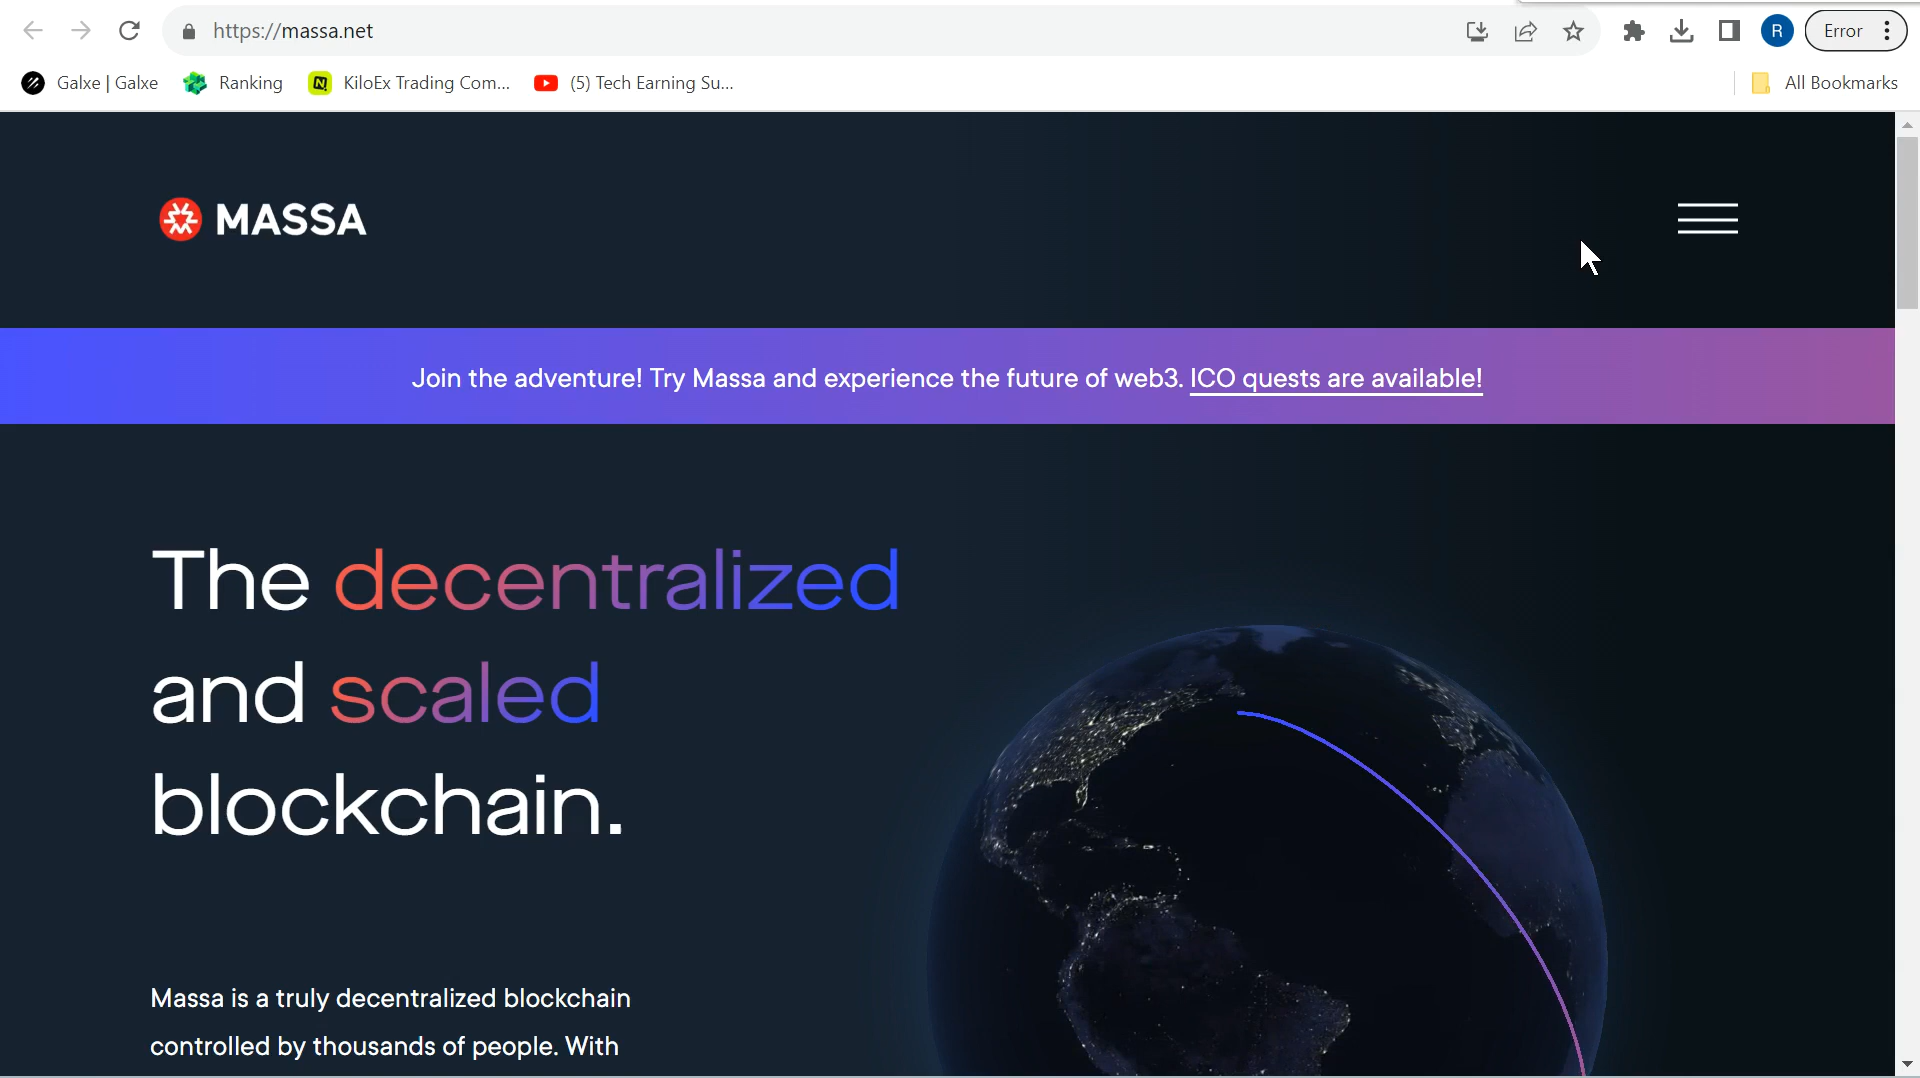 https://massa.net
R
Error
Galxe | Galxe
Ranking
KiloEx Trading Com...
(5) Tech Earning Su...
All Bookmarks
MASSA
Join the adventure! Try Massa and experience the future of web3. ICO quests are available!
The decentralized
and scaled
blockchain.
Massa is a truly decentralized blockchain
controlled by thousands of people. With